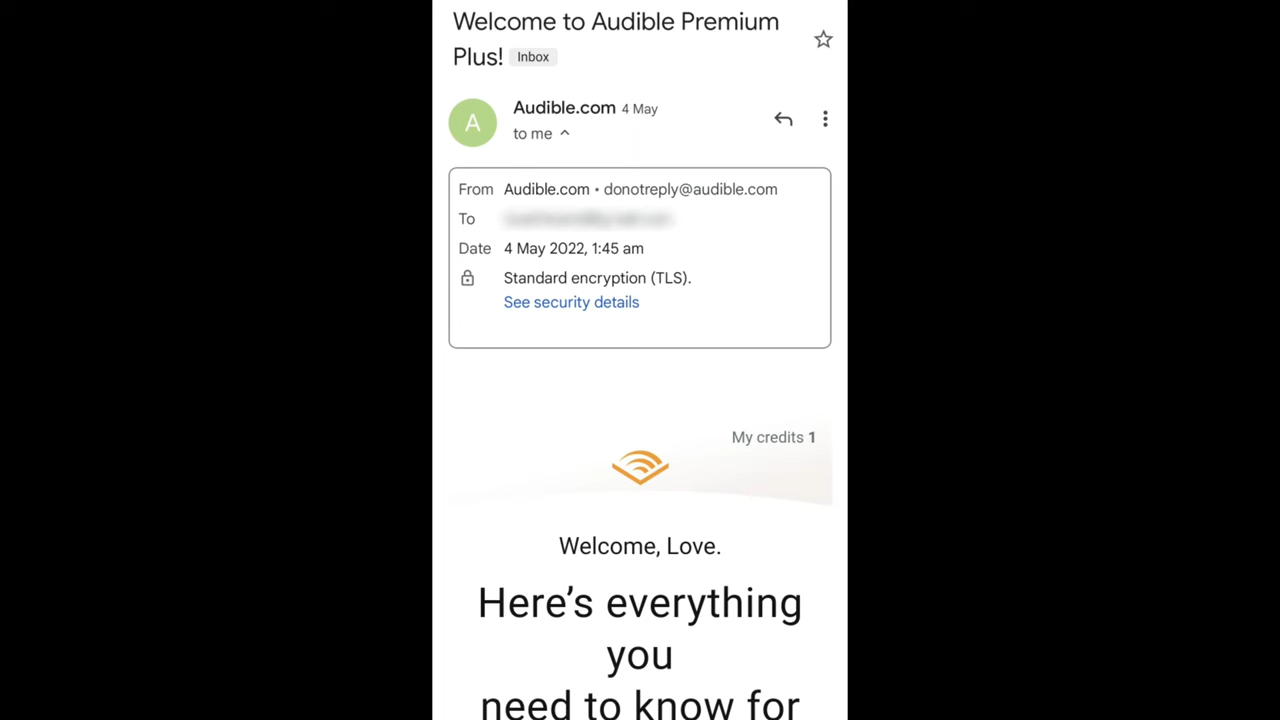 Welcome to Audible Premium
Plus! Inbox
A
Audible.com 4 May
to me
From Audible.com • donotreply@audible.com
To
Date 4 May 2022, 1:45 am
Standard encryption (TLS).
See security details
My credits 1
Welcome, Love.
Here’s everything
you
need to know for